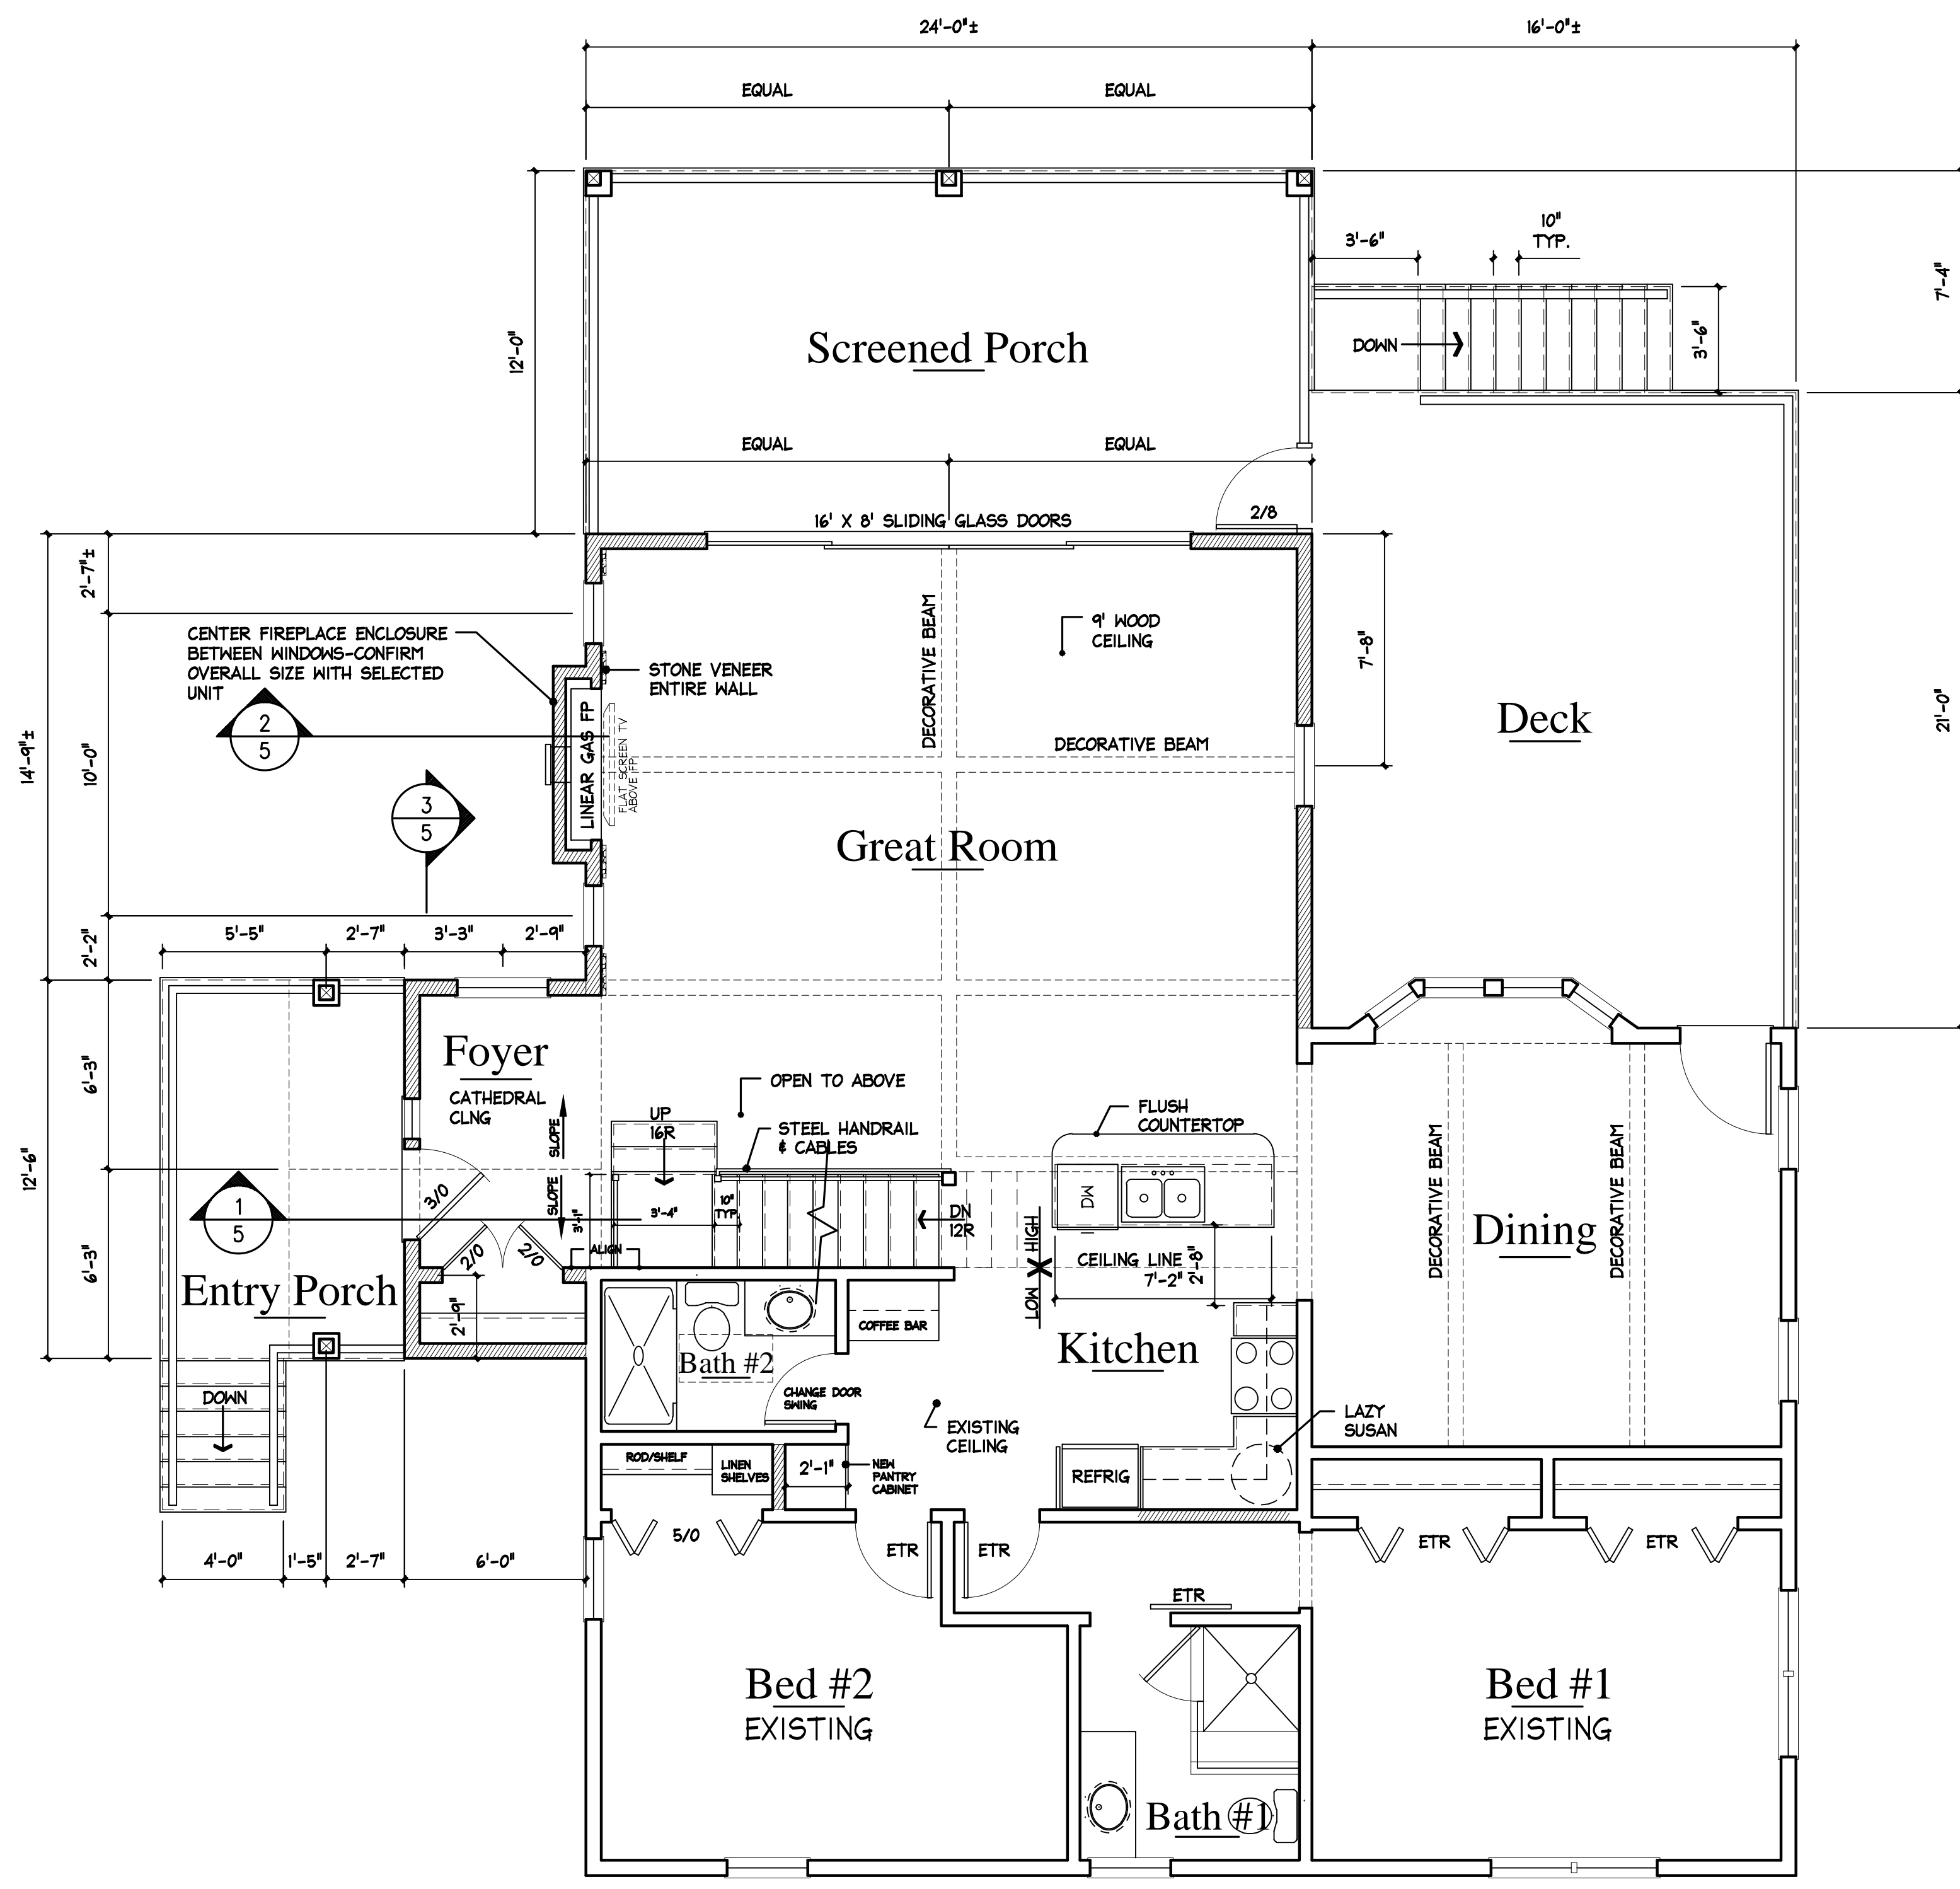 24'-0"±
16'-0"±
EQUAL
EQUAL
10"
TYP.
3'-6"
7'-4"
12'-0"
Screened Porch
DOWN
3'-6"
EQUAL
EQUAL
16' X 8' SLIDING GLASS DOORS
2/8
2'-7"±
14'-9"±
10'-0"
2'-2"
CENTER FIREPLACE ENCLOSURE
BETWEEN WINDOWS-CONFIRM
OVERALL SIZE WITH SELECTED
UNIT
2
5
3
5
STONE VENEER
ENTIRE WALL
LINEAR GAS FP
FLAT SCREEN TV
ABOVE FP
DECORATIVE BEAM
9' WOOD
CEILING
DECORATIVE BEAM
7'-8"
Great Room
Deck
21'-0"
5'-5"
2'-7"
3'-3"
2'-9"
6'-3"
12'-6"
6'-3"
Foyer
CATHEDRAL
CLNG
SLOPE
SLOPE
OPEN TO ABOVE
UP
16R
STEEL HANDRAIL
& CABLES
FLUSH
COUNTERTOP
DW
1
5
3/0
2/0
2/0
3'-1"
3'-4"
10"
TYP.
ALIGN
DN
12R
LOW
HIGH
CEILING LINE
7'-2"
2'-8"
DECORATIVE BEAM
DECORATIVE BEAM
Dining
Entry Porch
2'-9"
COFFEE BAR
Bath #2
Kitchen
CHANGE DOOR
SWING
EXISTING
CEILING
LAZY
SUSAN
DOWN
ROD/SHELF
LINEN
SHELVES
2'-1"
NEW
PANTRY
CABINET
REFRIG
5/0
ETR
ETR
ETR
ETR
4'-0"
1'-5"
2'-7"
6'-0"
ETR
Bed #2
EXISTING
Bed #1
EXISTING
Bath #1